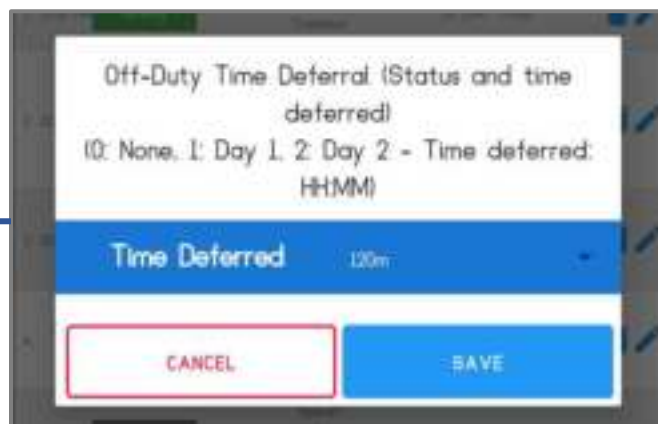 Off-Duty Time Deferral (Status and time
deferred)
(0: None, 1: Day 1, 2: Day 2 - Time deferred:
HH:MM)
Time Deferred 120m
CANCEL SAVE